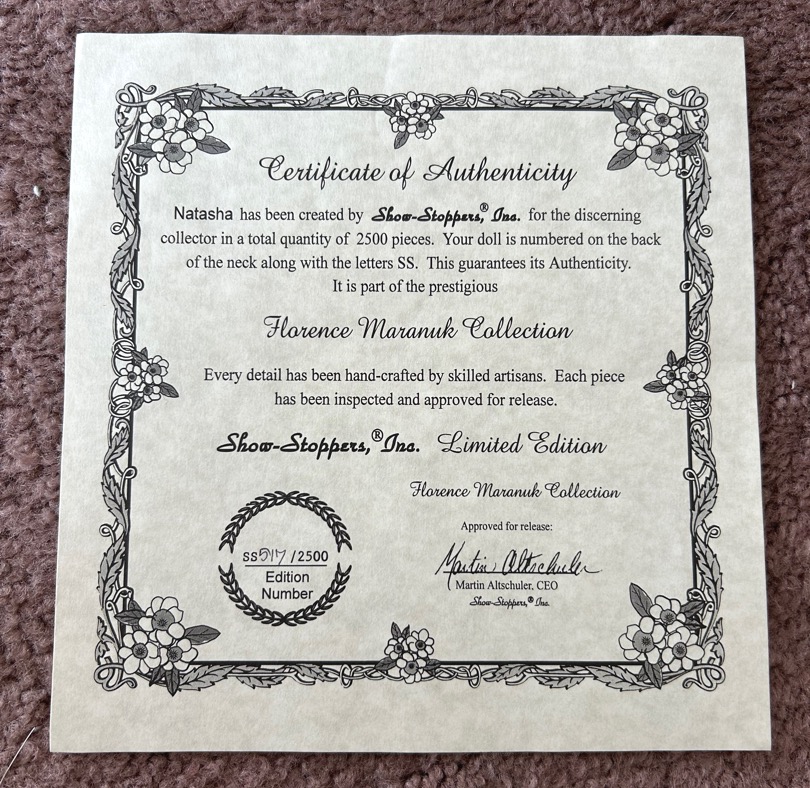 Certificate of Authenticity
Natasha has been created by Show-Stoppers,® Inc. for the discerning
collector in a total quantity of 2500 pieces. Your doll is numbered on the back
of the neck along with the letters SS. This guarantees its Authenticity.
It is part of the prestigious
Florence Maranuk Collection
Every detail has been hand-crafted by skilled artisans. Each piece
has been inspected and approved for release.
Show-Stoppers,® Inc. Limited Edition
Florence Maranuk Collection
Approved for release:
Martin Altschuler
Martin Altschuler, CEO
Show-Stoppers,® Inc.
SS517/2500
Edition
Number